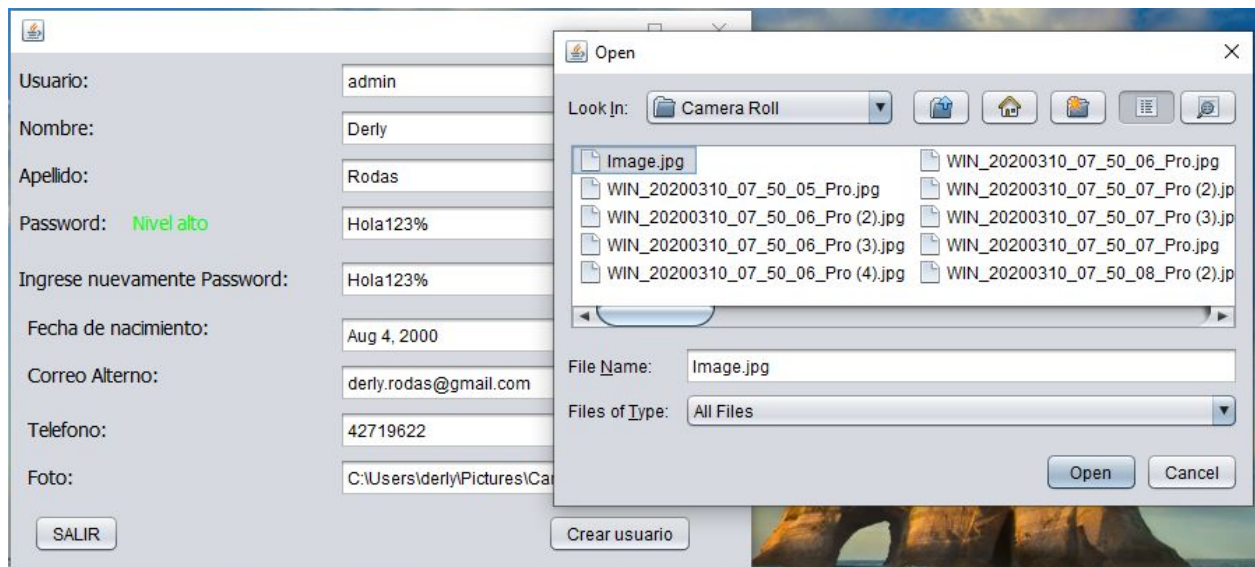 Usuario:
admin
Nombre:
Derly
Apellido:
Rodas
Password: Nivel alto
Hola123%
Ingrese nuevamente Password:
Hola123%
Fecha de nacimiento:
Aug 4, 2000
Correo Alterno:
derly.rodas@gmail.com
Telefono:
42719622
Foto:
C:\Users\derly\Pictures\Ca
SALIR
Crear usuario
Open
Look In: Camera Roll
Image.jpg
WIN_20200310_07_50_05_Pro.jpg
WIN_20200310_07_50_06_Pro (2).jpg
WIN_20200310_07_50_06_Pro (3).jpg
WIN_20200310_07_50_06_Pro (4).jpg
WIN_20200310_07_50_06_Pro.jpg
WIN_20200310_07_50_07_Pro (2).jp
WIN_20200310_07_50_07_Pro (3).jp
WIN_20200310_07_50_07_Pro.jpg
WIN_20200310_07_50_08_Pro (2).jp
File Name: Image.jpg
Files of Type: All Files
Open
Cancel